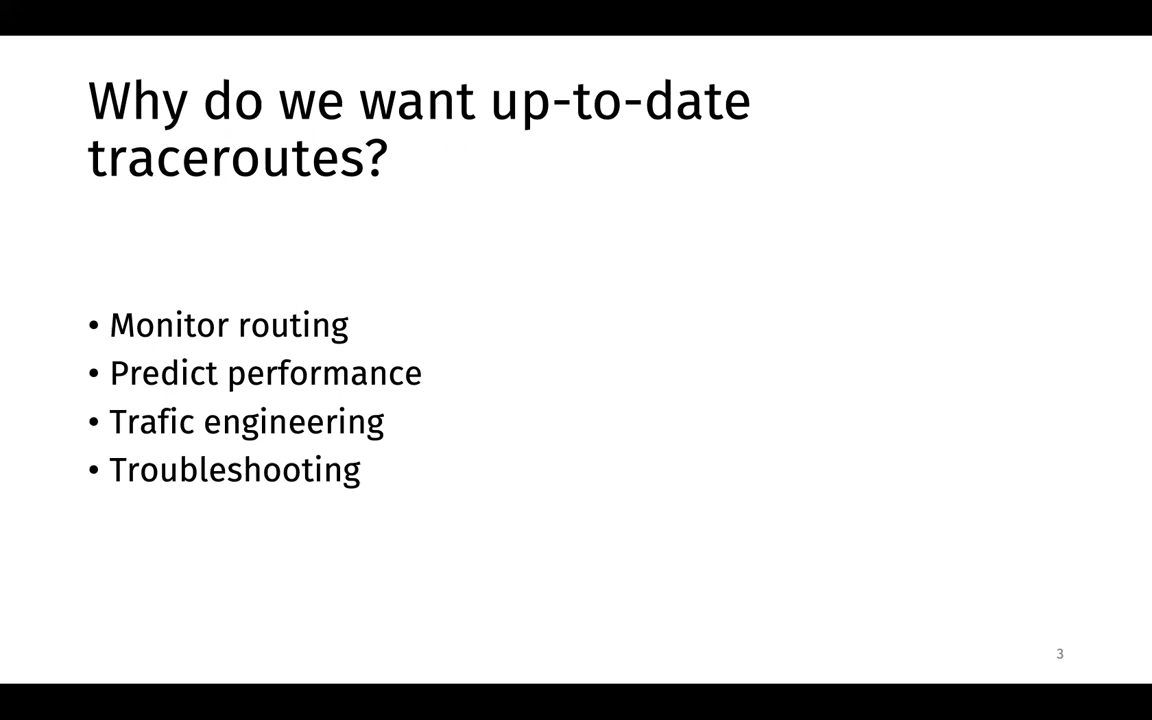 Why do we want up-to-date
traceroutes?
• Monitor routing
• Predict performance
• Trafic engineering
• Troubleshooting
3